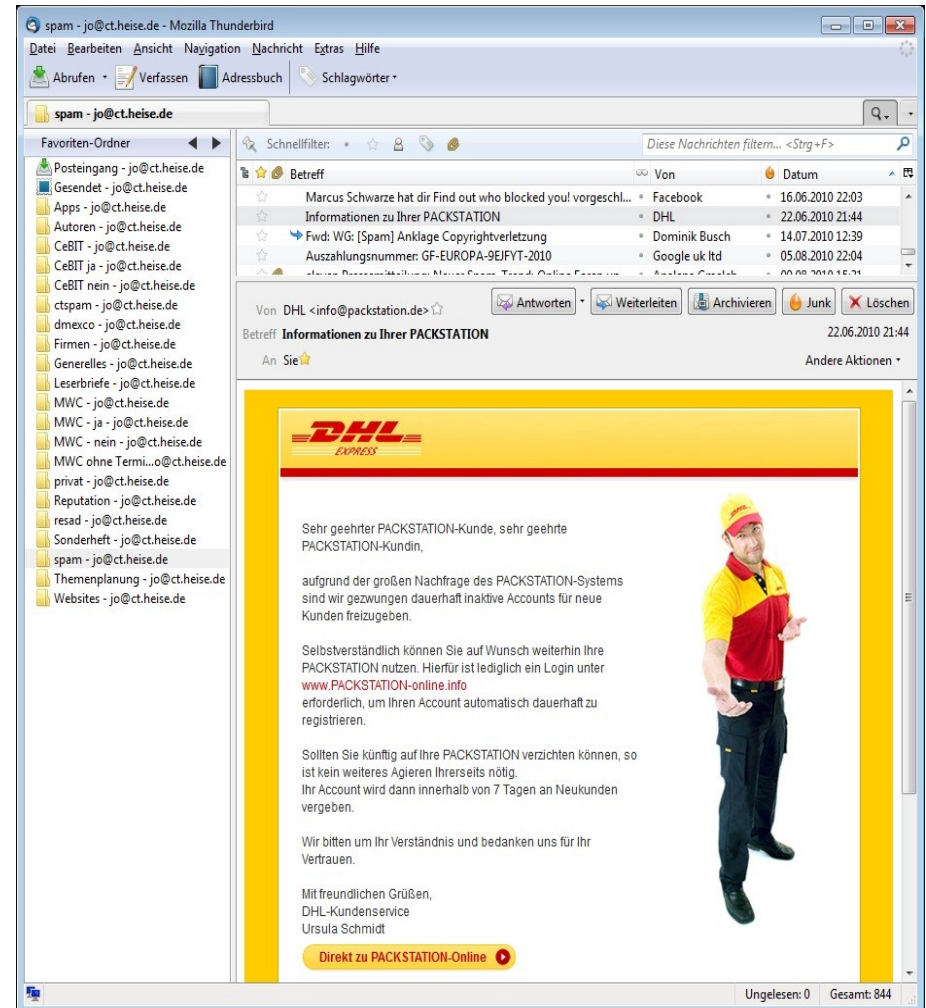 spam - jo@ct.heise.de - Mozilla Thunderbird
Datei Bearbeiten Ansicht Navigation Nachricht Extras Hilfe
Abrufen Verfassen Adressbuch Schlagwörter
spam - jo@ct.heise.de
Favoriten-Ordner
Posteingang - jo@ct.heise.de
Gesendet - jo@ct.heise.de
Apps - jo@ct.heise.de
Autoren - jo@ct.heise.de
CeBIT - jo@ct.heise.de
CeBIT ja - jo@ct.heise.de
CeBIT nein - jo@ct.heise.de
ctspam - jo@ct.heise.de
dmexco - jo@ct.heise.de
Firmen - jo@ct.heise.de
Generelles - jo@ct.heise.de
Leserbriefe - jo@ct.heise.de
MWC - jo@ct.heise.de
MWC - ja - jo@ct.heise.de
MWC - nein - jo@ct.heise.de
MWC ohne Termi...o@ct.heise.de
privat - jo@ct.heise.de
Reputation - jo@ct.heise.de
resad - jo@ct.heise.de
Sonderheft - jo@ct.heise.de
spam - jo@ct.heise.de
Themenplanung - jo@ct.heise.de
Websites - jo@ct.heise.de
Schnellfilter: Diese Nachrichten filtern... <Strg+F>
Betreff Von Datum
Marcus Schwarze hat dir Find out who blocked you! vorgeschl... Facebook 16.06.2010 22:03
Informationen zu Ihrer PACKSTATION DHL 22.06.2010 21:44
Fwd: WG: [Spam] Anklage Copyrightverletzung Dominik Busch 14.07.2010 12:39
Auszahlungsnummer: GF-EUROPA-9EJFYT-2010 Google uk ltd 05.08.2010 22:04
Von DHL <info@packstation.de> Antworten Weiterleiten Archivieren Junk Löschen
Betreff Informationen zu Ihrer PACKSTATION 22.06.2010 21:44
An Sie Andere Aktionen
DHL
EXPRESS
Sehr geehrter PACKSTATION-Kunde, sehr geehrte
PACKSTATION-Kundin,
aufgrund der großen Nachfrage des PACKSTATION-Systems
sind wir gezwungen dauerhaft inaktive Accounts für neue
Kunden freizugeben.
Selbstverständlich können Sie auf Wunsch weiterhin Ihre
PACKSTATION nutzen. Hierfür ist lediglich ein Login unter
www.PACKSTATION-online.info
erforderlich, um Ihren Account automatisch dauerhaft zu
registrieren.
Sollten Sie künftig auf Ihre PACKSTATION verzichten können, so
ist kein weiteres Agieren Ihrerseits nötig.
Ihr Account wird dann innerhalb von 7 Tagen an Neukunden
vergeben.
Wir bitten um Ihr Verständnis und bedanken uns für Ihr
Vertrauen.
Mit freundlichen Grüßen,
DHL-Kundenservice
Ursula Schmidt
Direkt zu PACKSTATION-Online
Ungelesen: 0 Gesamt: 844